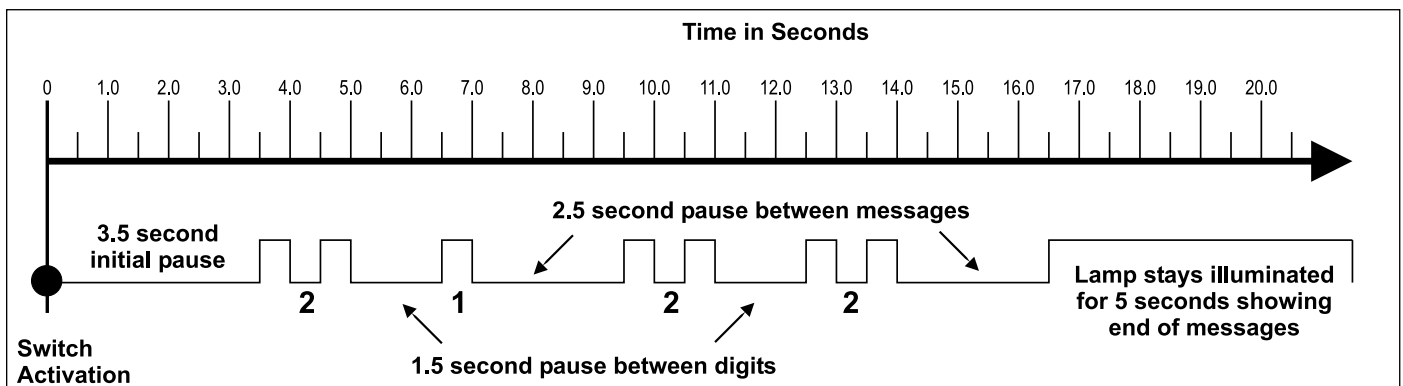 Time in Seconds
0 1.0 2.0 3.0 4.0 5.0 6.0 7.0 8.0 9.0 10.0 11.0 12.0 13.0 14.0 15.0 16.0 17.0 18.0 19.0 20.0
2.5 second pause between messages
3.5 second
initial pause
Lamp stays illuminated
for 5 seconds showing
end of messages
2 1 2 2
1.5 second pause between digits
Switch
Activation